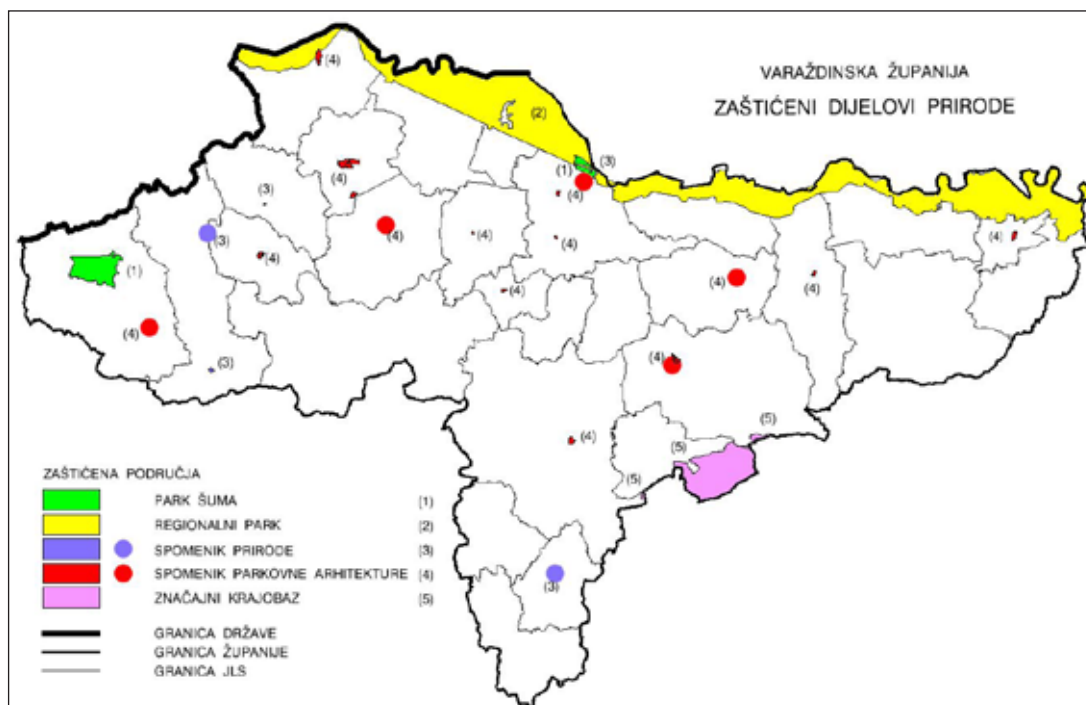 VARAŽDINSKA ŽUPANIJA
ZAŠTIĆENI DIJELOVI PRIRODE
(4)
(2)
(3)
(1)
(4)
(3)
(4)
(3)
(4)
(4)
(4)
(4)
(4)
(1)
(4)
(4)
(4)
(4)
(3)
(4)
(4)
(5)
(5)
(5)
(3)
ZAŠTIĆENA PODRUČJA
PARK ŠUMA (1)
REGIONALNI PARK (2)
SPOMENIK PRIRODE (3)
SPOMENIK PARKOVNE ARHITEKTURE (4)
ZNAČAJNI KRAJOBAZ (5)
GRANICA DRŽAVE
GRANICA ŽUPANIJE
GRANICA JLS